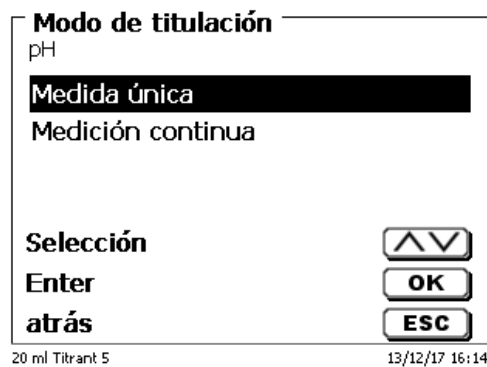 Modo de titulación
pH
Medida única
Medición continua
Selección
Enter OK
atrás ESC
20 ml Titrant 5 13/12/17 16:14